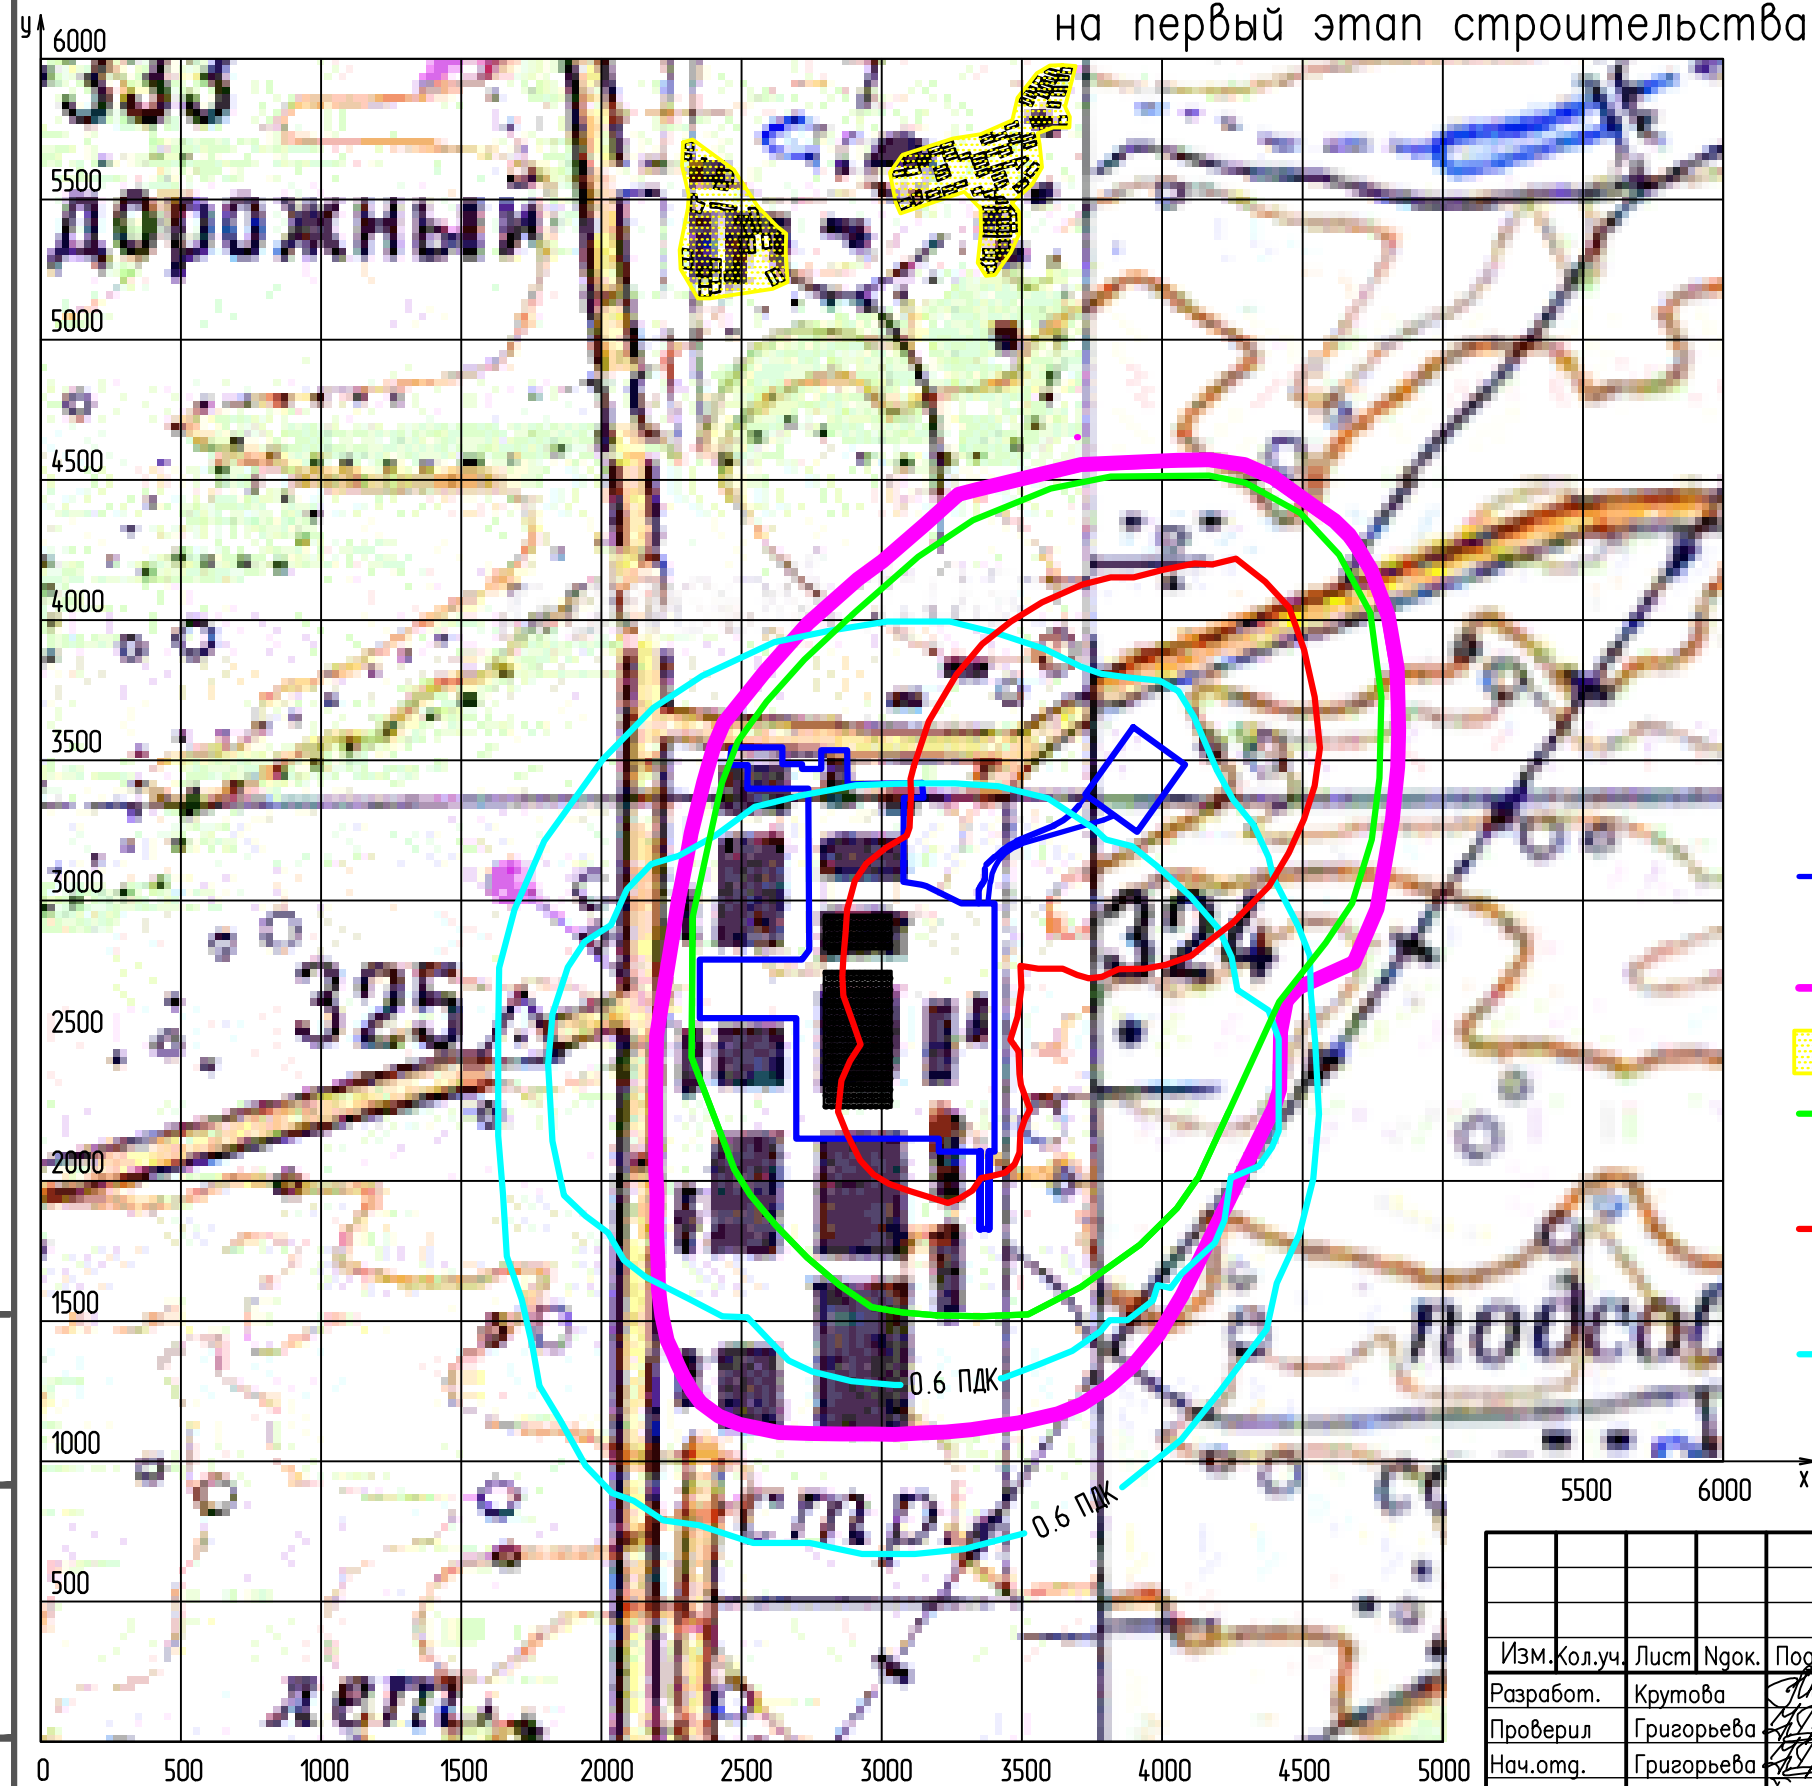 на первый этап строительства
y
6000
333
5500
дорожный
5000
4500
4000
3500
3000
324
325
2500
2000
1500
подсоб
0.6 ПДК
1000
5500 6000 x
стр.
0.6 ПДК
500
лет.
0 500 1000 1500 2000 2500 3000 3500 4000 4500 5000
Изм. Кол.уч. Лист Nдок. Под
Разработ. Крутова
Проверил Григорьева
Нач.отд. Григорьева